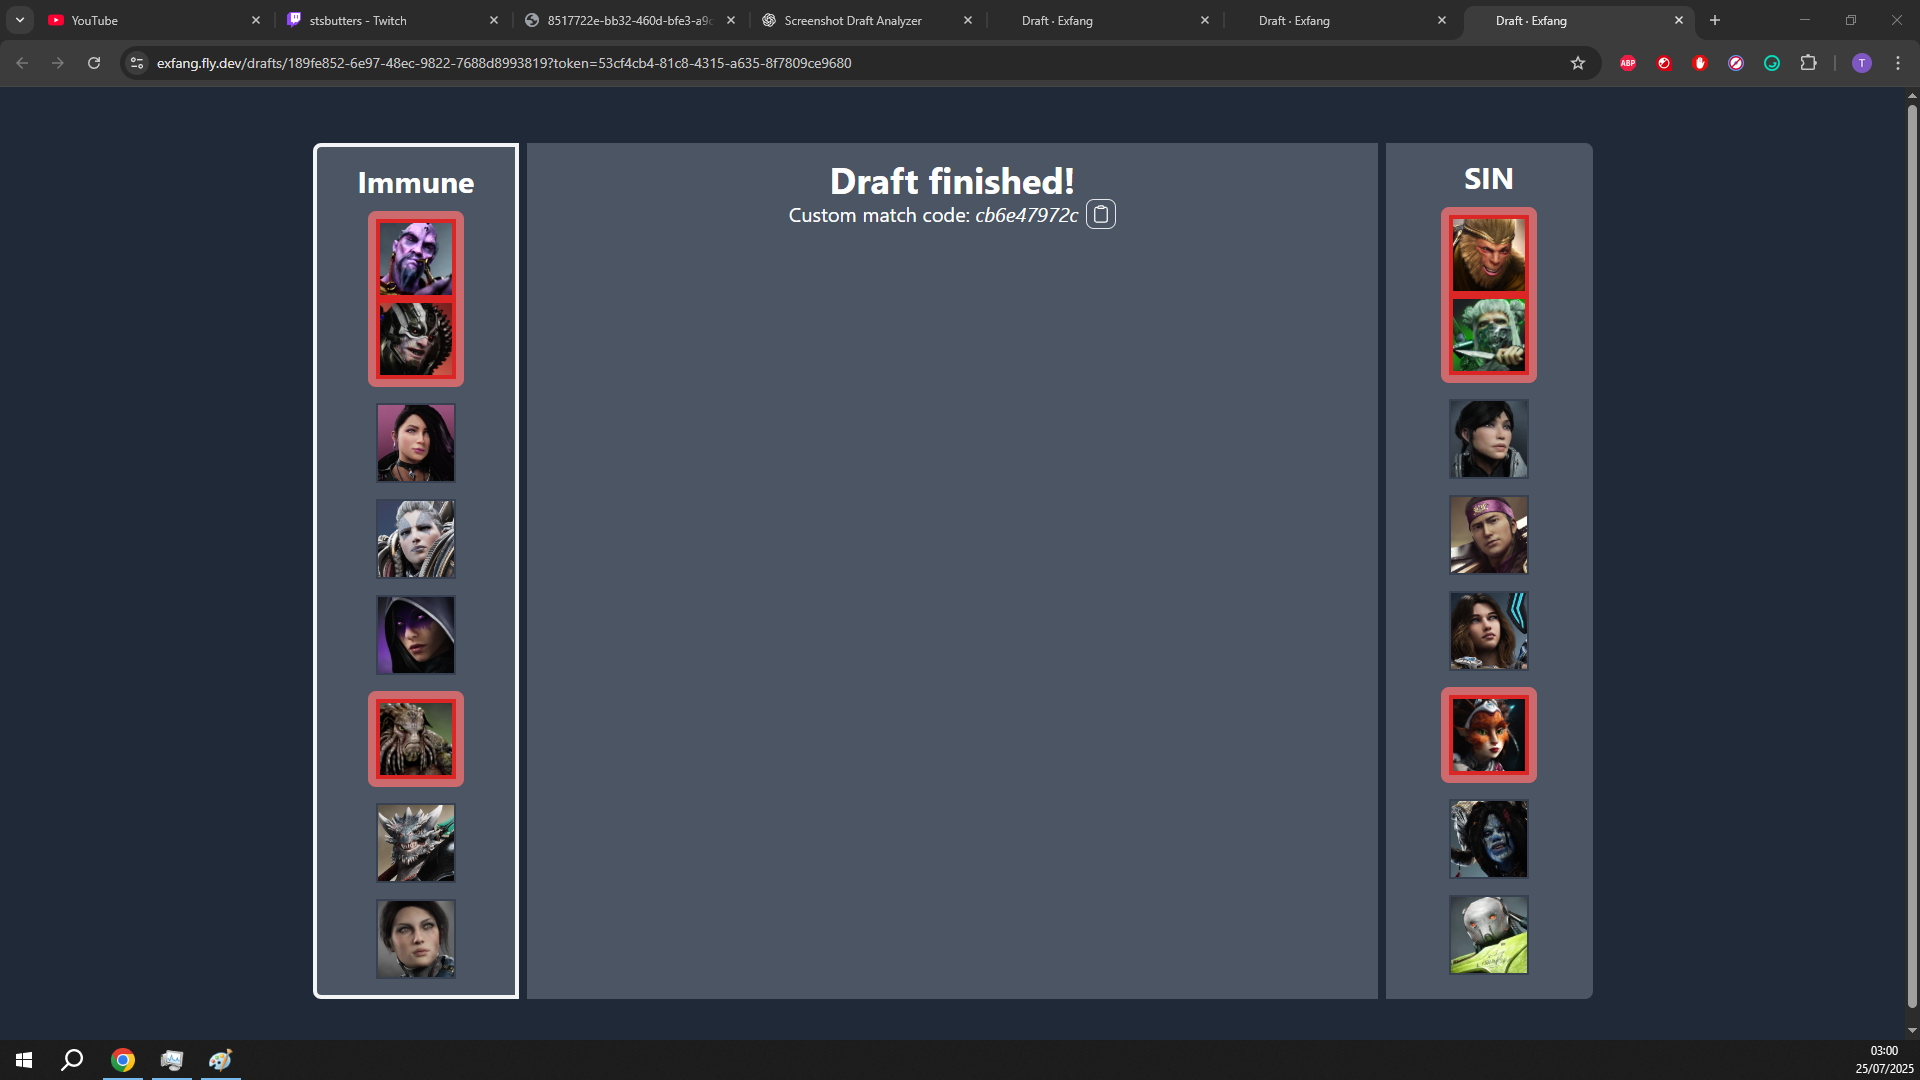 YouTube
stsbutters - Twitch
8517722e-bb32-460d-bfe3-a9c
Screenshot Draft Analyzer
Draft · Exfang
Draft · Exfang
Draft · Exfang
exfang.fly.dev/drafts/189fe852-6e97-48ec-9822-7688d8993819?token=53cf4cb4-81c8-4315-a635-8f7809ce9680
ABP
T
Immune
Draft finished!
Custom match code: cb6e47972c
SIN
03:00
25/07/2025